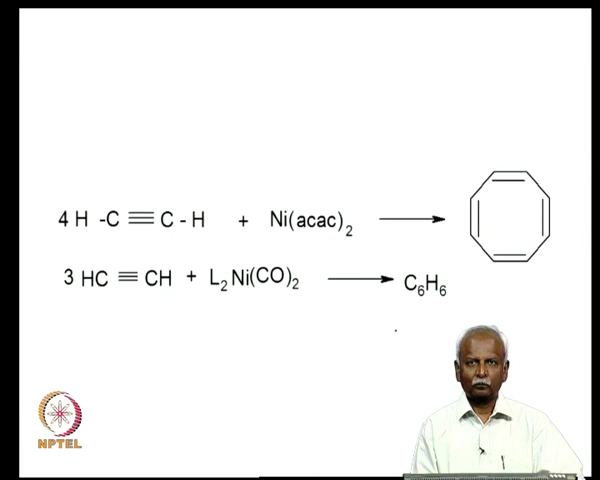 4 H -C ≡ C - H + Ni(acac)₂
3 HC ≡ CH + L₂Ni(CO)₂ → C₆H₆
NPTEL